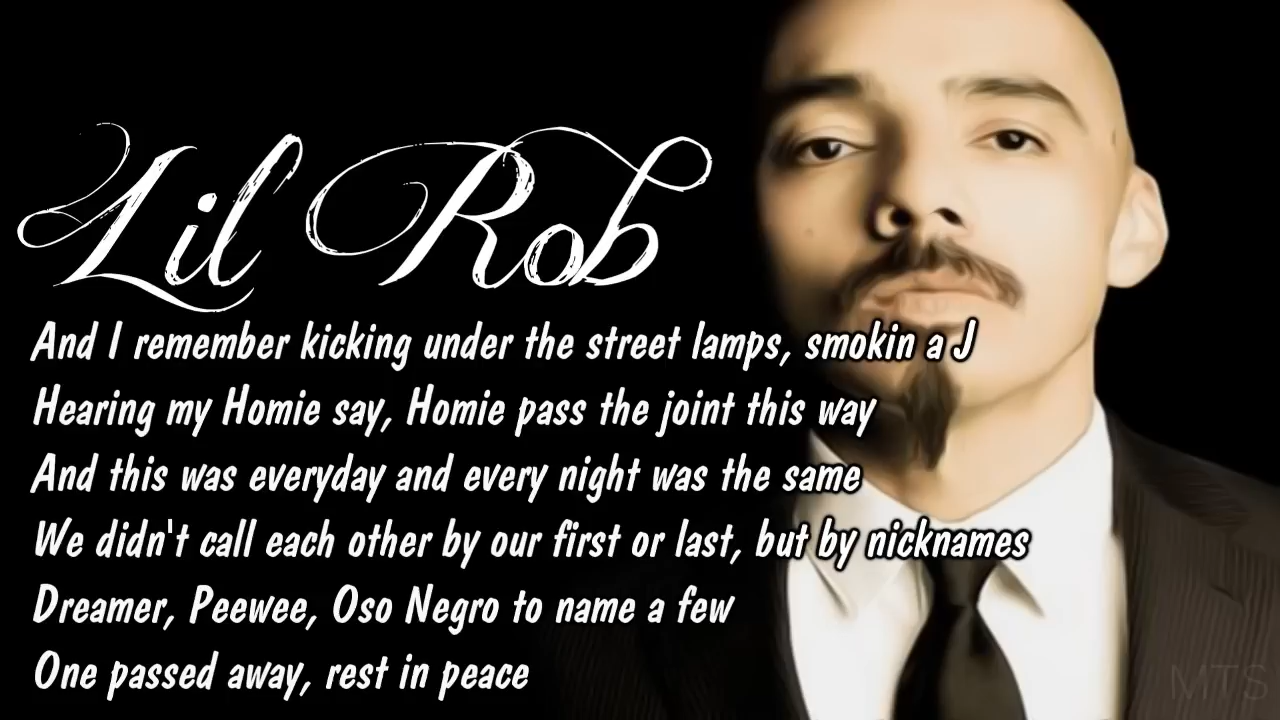 Lil Rob
And I remember kicking under the street lamps, smokin a J
Hearing my Homie say, Homie pass the joint this way
And this was everyday and every night was the same
We didn't call each other by our first or last, but by nicknames
Dreamer, Peewee, Oso Negro to name a few
One passed away, rest in peace
MTS